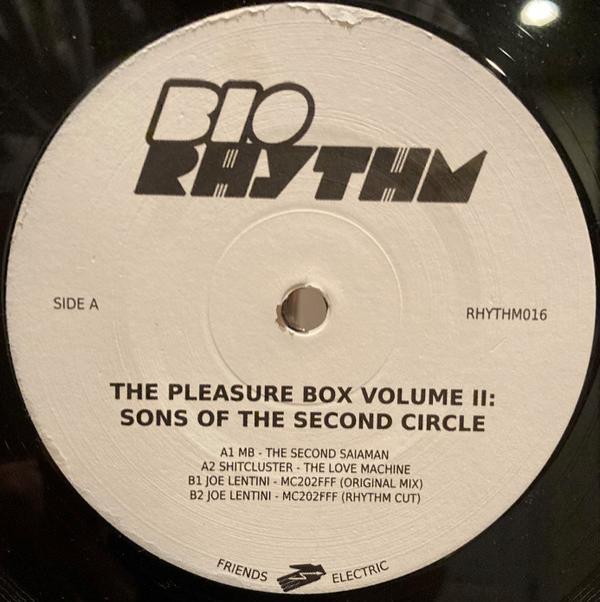 BIO
RHYTHM
SIDE A
RHYTHM016
THE PLEASURE BOX VOLUME II:
SONS OF THE SECOND CIRCLE
A1 MB - THE SECOND SAIAMAN
A2 SHITCLUSTER - THE LOVE MACHINE
B1 JOE LENTINI - MC202FFF (ORIGINAL MIX)
B2 JOE LENTINI - MC202FFF (RHYTHM CUT)
FRIENDS ELECTRIC